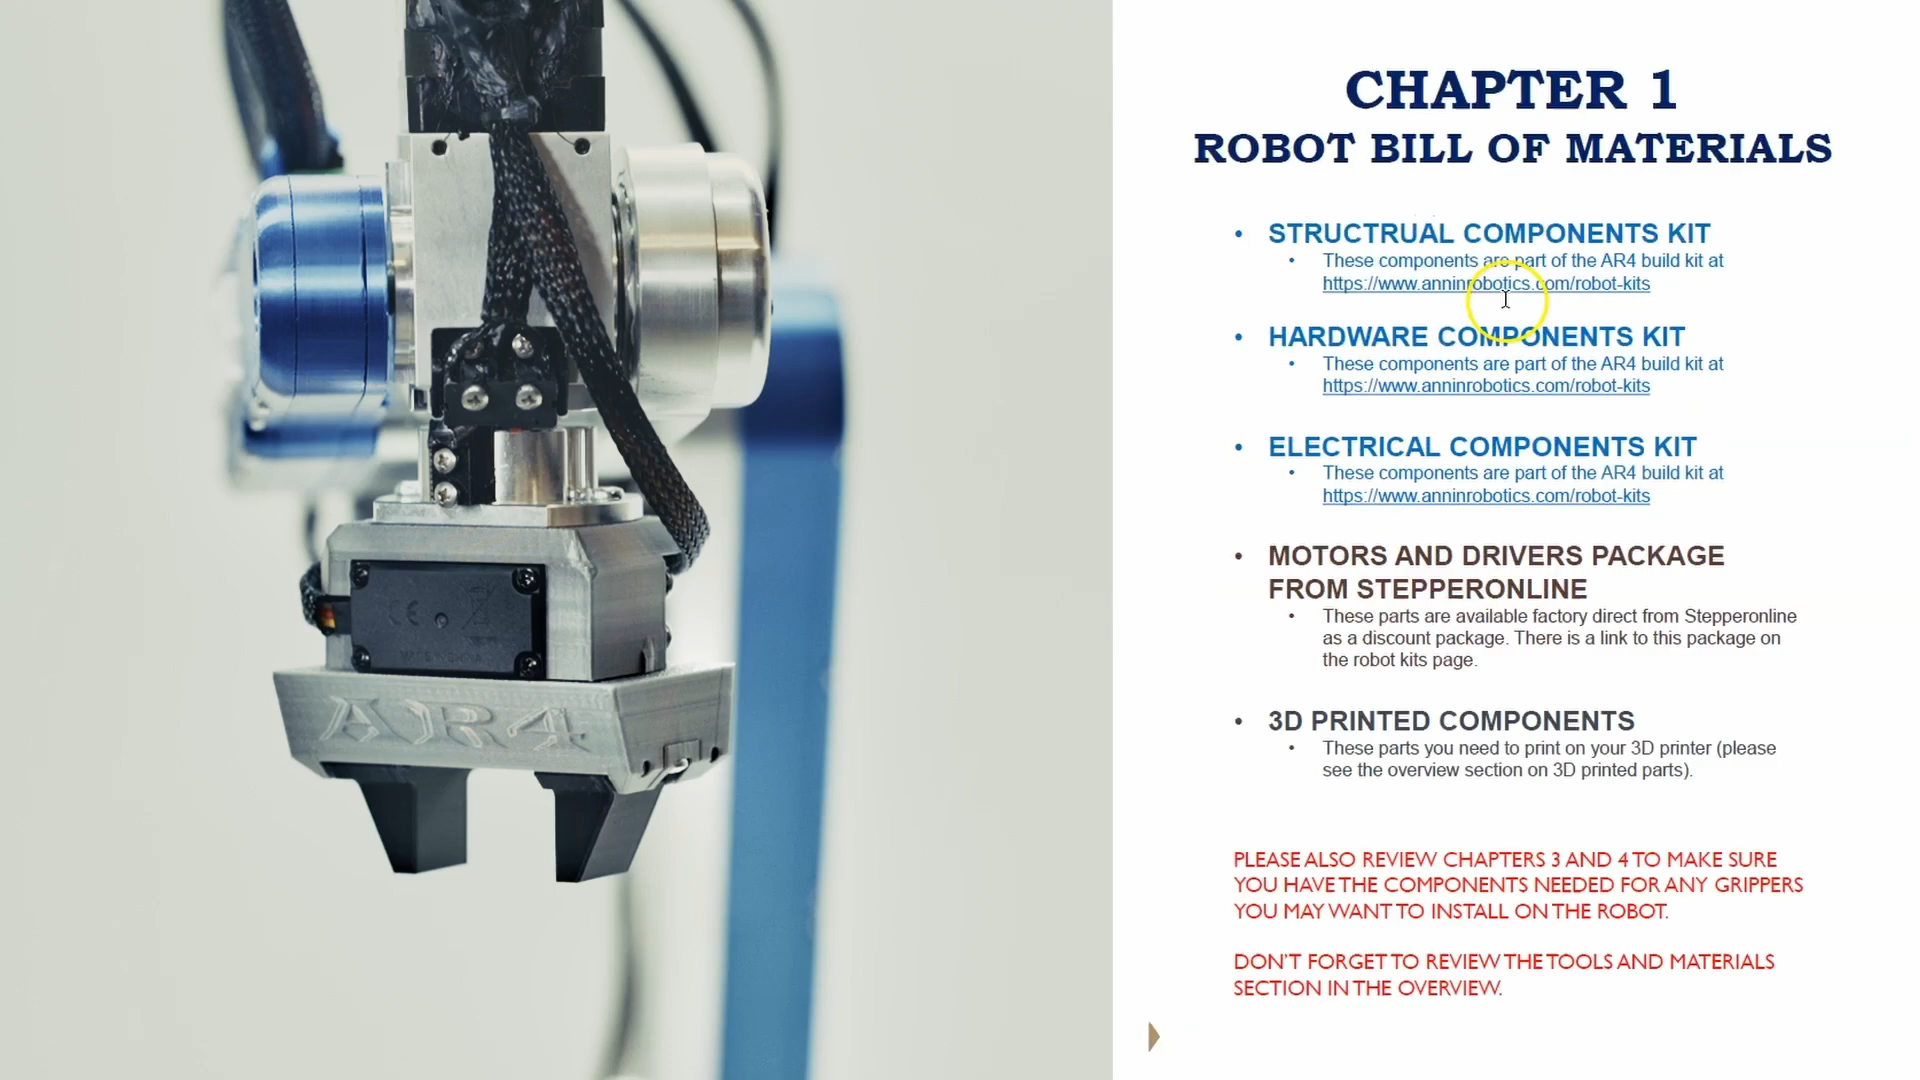 CHAPTER 1
ROBOT BILL OF MATERIALS
• STRUCTRUAL COMPONENTS KIT
• These components are part of the AR4 build kit at
https://www.anninrobotics.com/robot-kits
• HARDWARE COMPONENTS KIT
• These components are part of the AR4 build kit at
https://www.anninrobotics.com/robot-kits
• ELECTRICAL COMPONENTS KIT
• These components are part of the AR4 build kit at
https://www.anninrobotics.com/robot-kits
• MOTORS AND DRIVERS PACKAGE
FROM STEPPERONLINE
• These parts are available factory direct from Stepperonline
as a discount package. There is a link to this package on
the robot kits page.
• 3D PRINTED COMPONENTS
• These parts you need to print on your 3D printer (please
see the overview section on 3D printed parts).
PLEASE ALSO REVIEW CHAPTERS 3 AND 4 TO MAKE SURE
YOU HAVE THE COMPONENTS NEEDED FOR ANY GRIPPERS
YOU MAY WANT TO INSTALL ON THE ROBOT.
DON'T FORGET TO REVIEW THE TOOLS AND MATERIALS
SECTION IN THE OVERVIEW.
CE
AR4